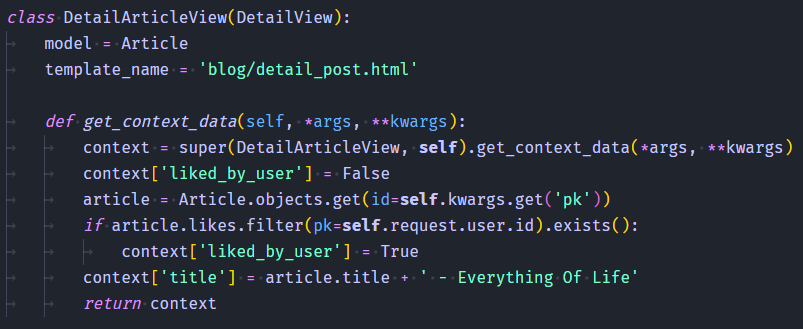 class DetailArticleView(DetailView):
    model = Article
    template_name = 'blog/detail_post.html'

    def get_context_data(self, *args, **kwargs):
        context = super(DetailArticleView, self).get_context_data(*args, **kwargs)
        context['liked_by_user'] = False
        article = Article.objects.get(id=self.kwargs.get('pk'))
        if article.likes.filter(pk=self.request.user.id).exists():
            context['liked_by_user'] = True
        context['title'] = article.title + ' - Everything Of Life'
        return context